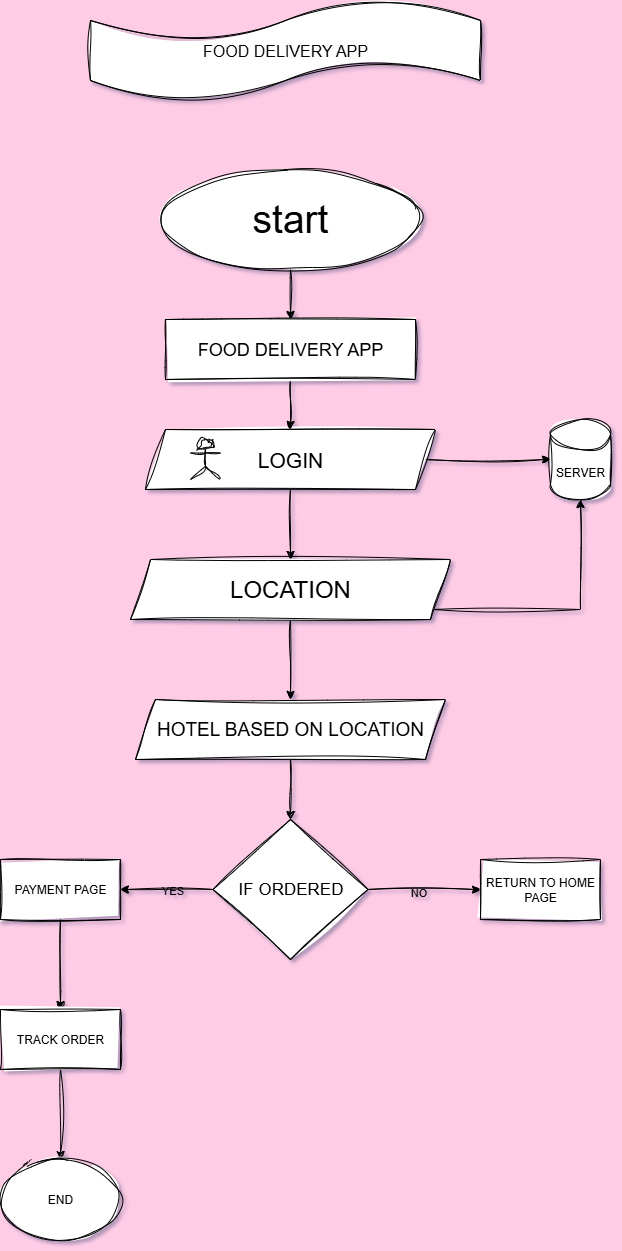 FOOD DELIVERY APP
start
FOOD DELIVERY APP
LOGIN
SERVER
LOCATION
HOTEL BASED ON LOCATION
IF ORDERED
YES
NO
PAYMENT PAGE
RETURN TO HOME
PAGE
TRACK ORDER
END